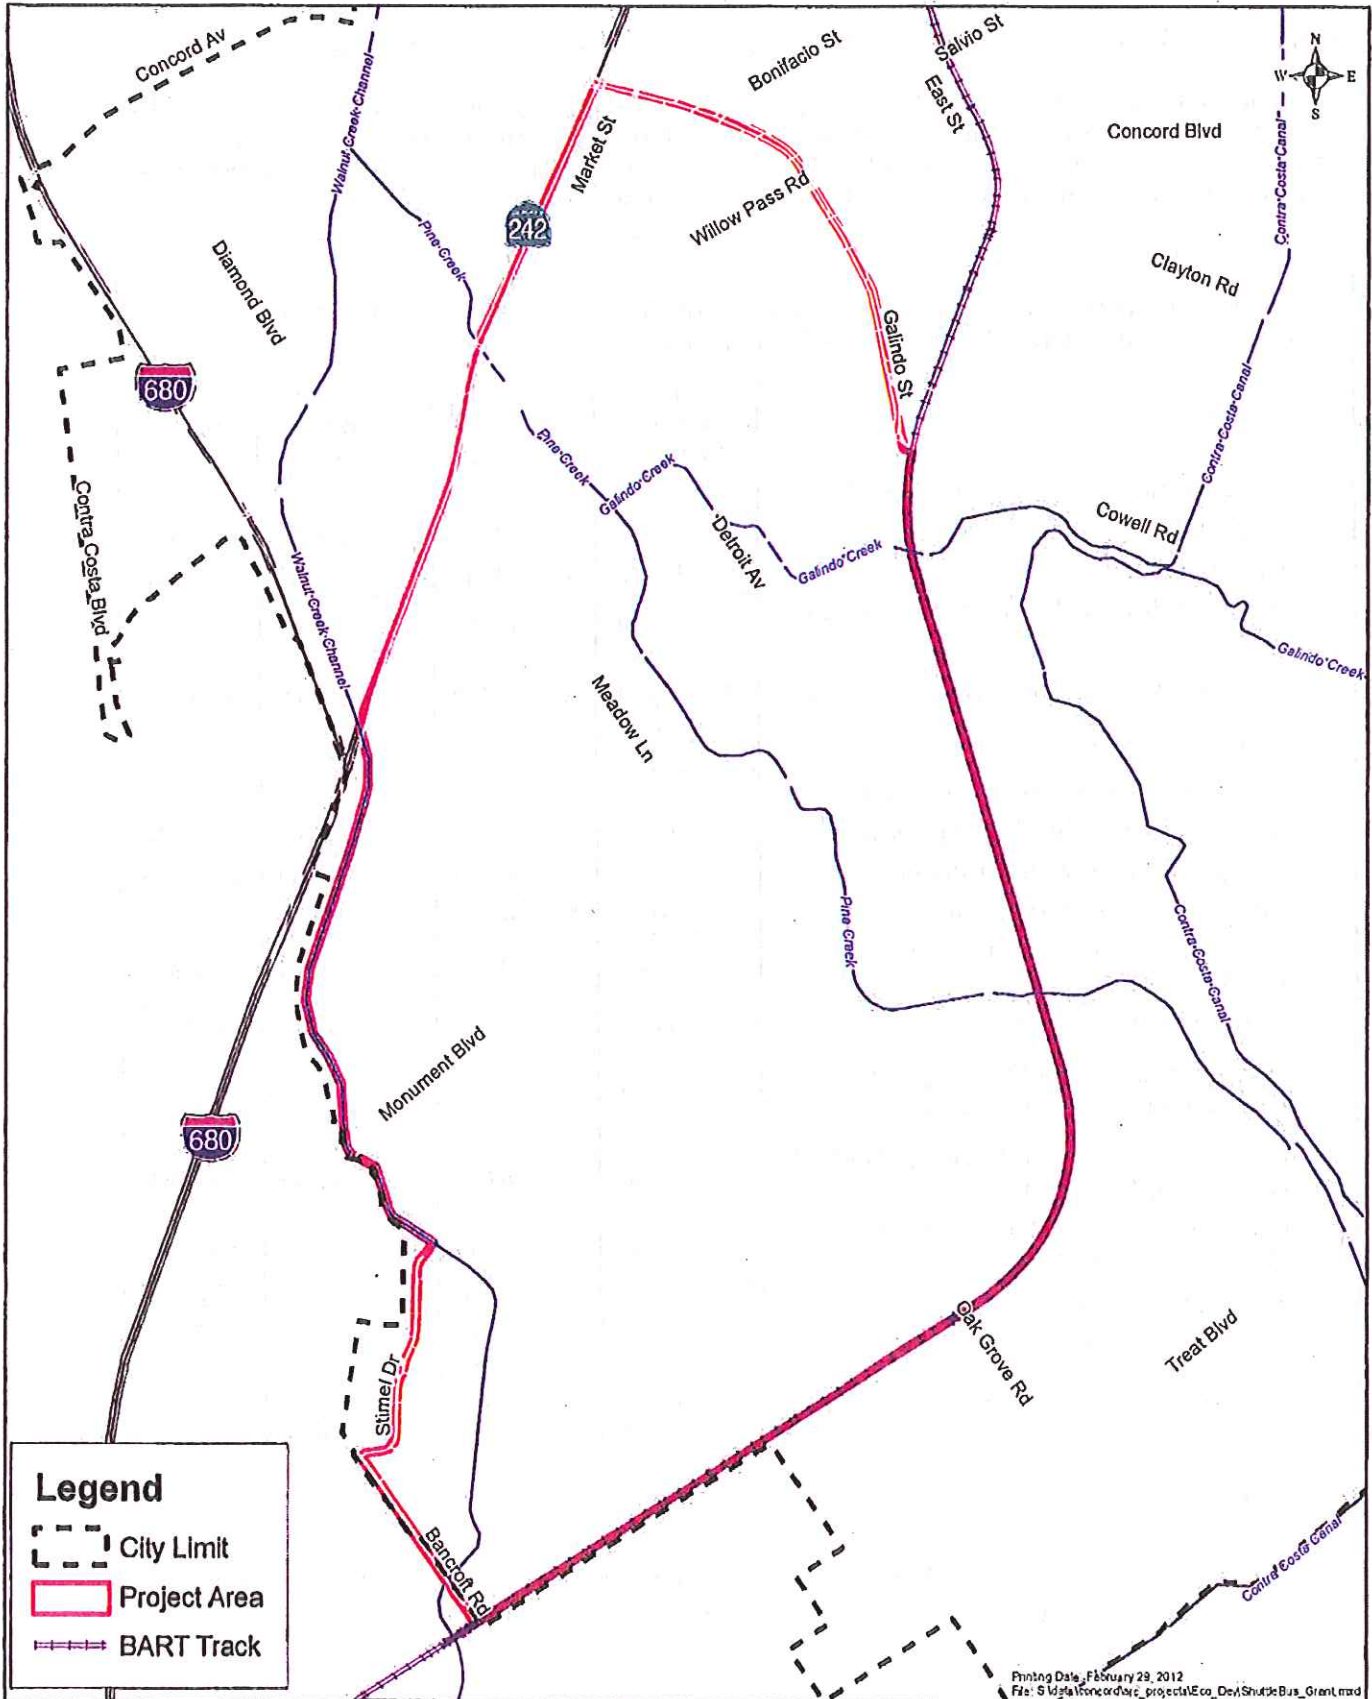 Concord Av
Walnut Creek Channel
Bonifacio St
Salvio St
East St
N
W
E
S
Concord Blvd
Contra Costa Canal
Market St
242
Pine Creek
Willow Pass Rd
Diamond Blvd
Clayton Rd
Galindo St
680
Contra Costa Canal
Pine Creek
Galindo Creek
Contra Costa Blvd
Detroit Av
Cowell Rd
Galindo Creek
Walnut Creek Channel
Galindo Creek
Meadow Ln
Pine Creek
Contra Costa Canal
Monument Blvd
680
Oak Grove Rd
Treat Blvd
Stimel Dr
Bancroft Rd
Contra Costa Canal
Legend
City Limit
Project Area
BART Track
Printing Date: February 29, 2012